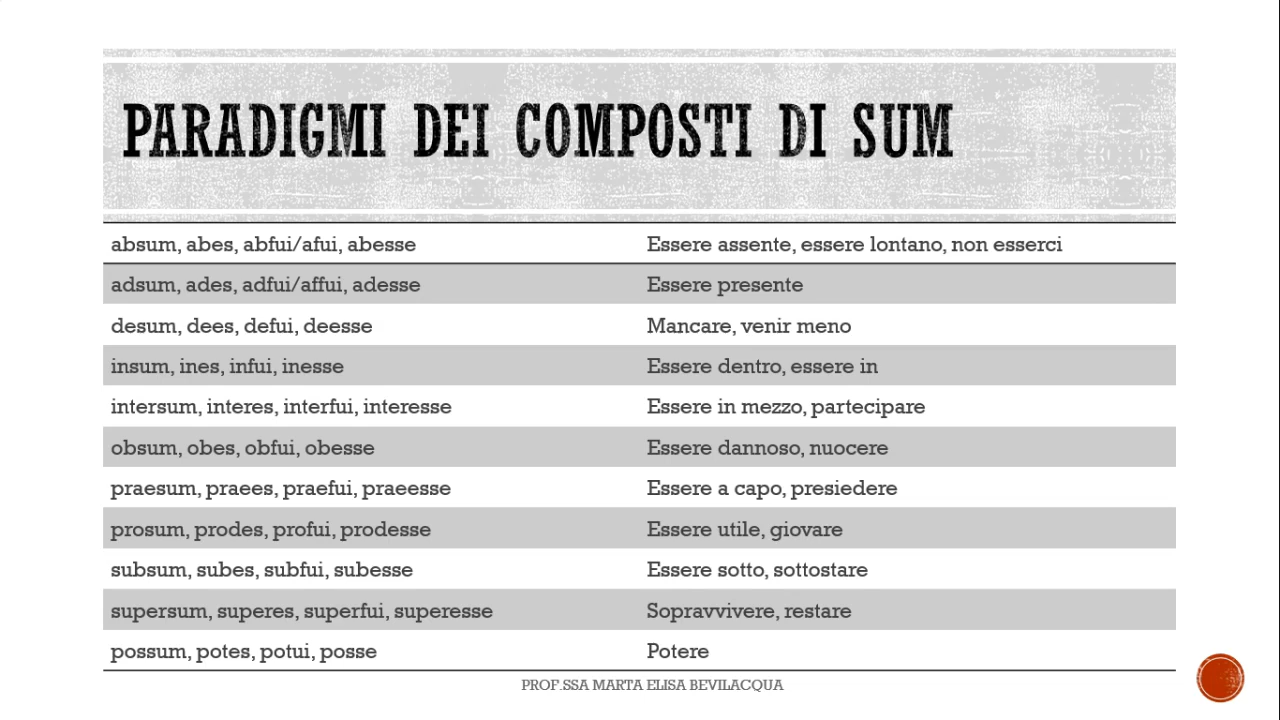 PARADIGMI DEI COMPOSTI DI SUM
absum, abes, abfui/afui, abesse Essere assente, essere lontano, non esserci
adsum, ades, adfui/affui, adesse Essere presente
desum, dees, defui, deesse Mancare, venir meno
insum, ines, infui, inesse Essere dentro, essere in
intersum, interes, interfui, interesse Essere in mezzo, partecipare
obsum, obes, obfui, obesse Essere dannoso, nuocere
praesum, praees, praefui, praeesse Essere a capo, presiedere
prosum, prodes, profui, prodesse Essere utile, giovare
subsum, subes, subfui, subesse Essere sotto, sottostare
supersum, superes, superfui, superesse Sopravvivere, restare
possum, potes, potui, posse Potere
PROF.SSA MARTA ELISA BEVILACQUA